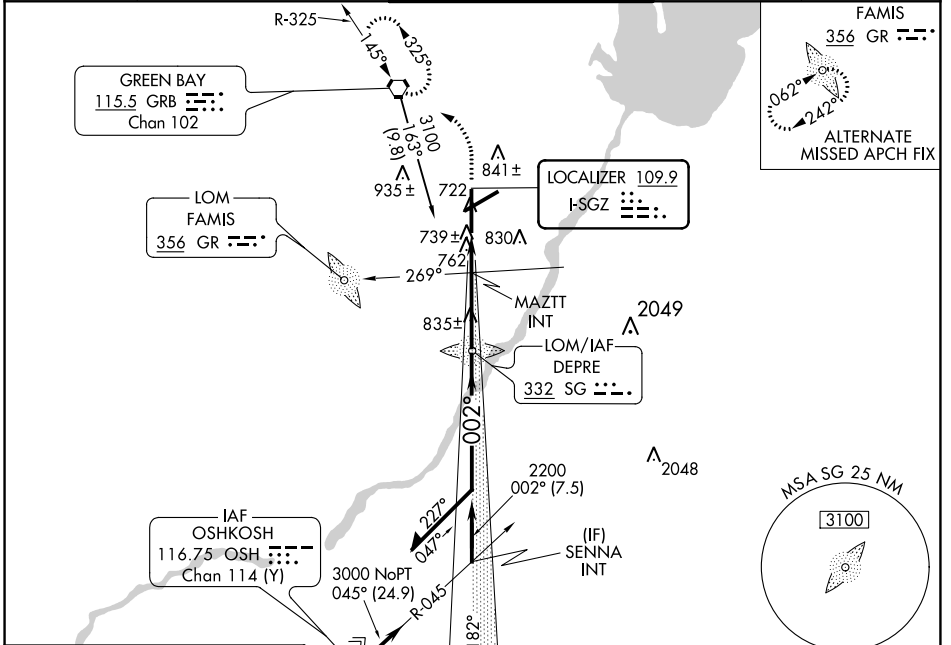 R-325
145°
325°
GREEN BAY
115.5 GRB
Chan 102
3100
163°
(9.8)
935±
841±
722
LOCALIZER 109.9
I-SGZ
FAMIS
356 GR
062°
242°
ALTERNATE
MISSED APCH FIX
LOM
FAMIS
356 GR
739±
830
762
269°
MAZTT
INT
835±
2049
LOM/IAF
DEPRE
332 SG
002°
2048
2200
002° (7.5)
227°
047°
(IF)
SENNA
INT
IAF
OSHKOSH
116.75 OSH
Chan 114 (Y)
3000 NoPT
045° (24.9)
R-045
182°
MSA SG 25 NM
3100